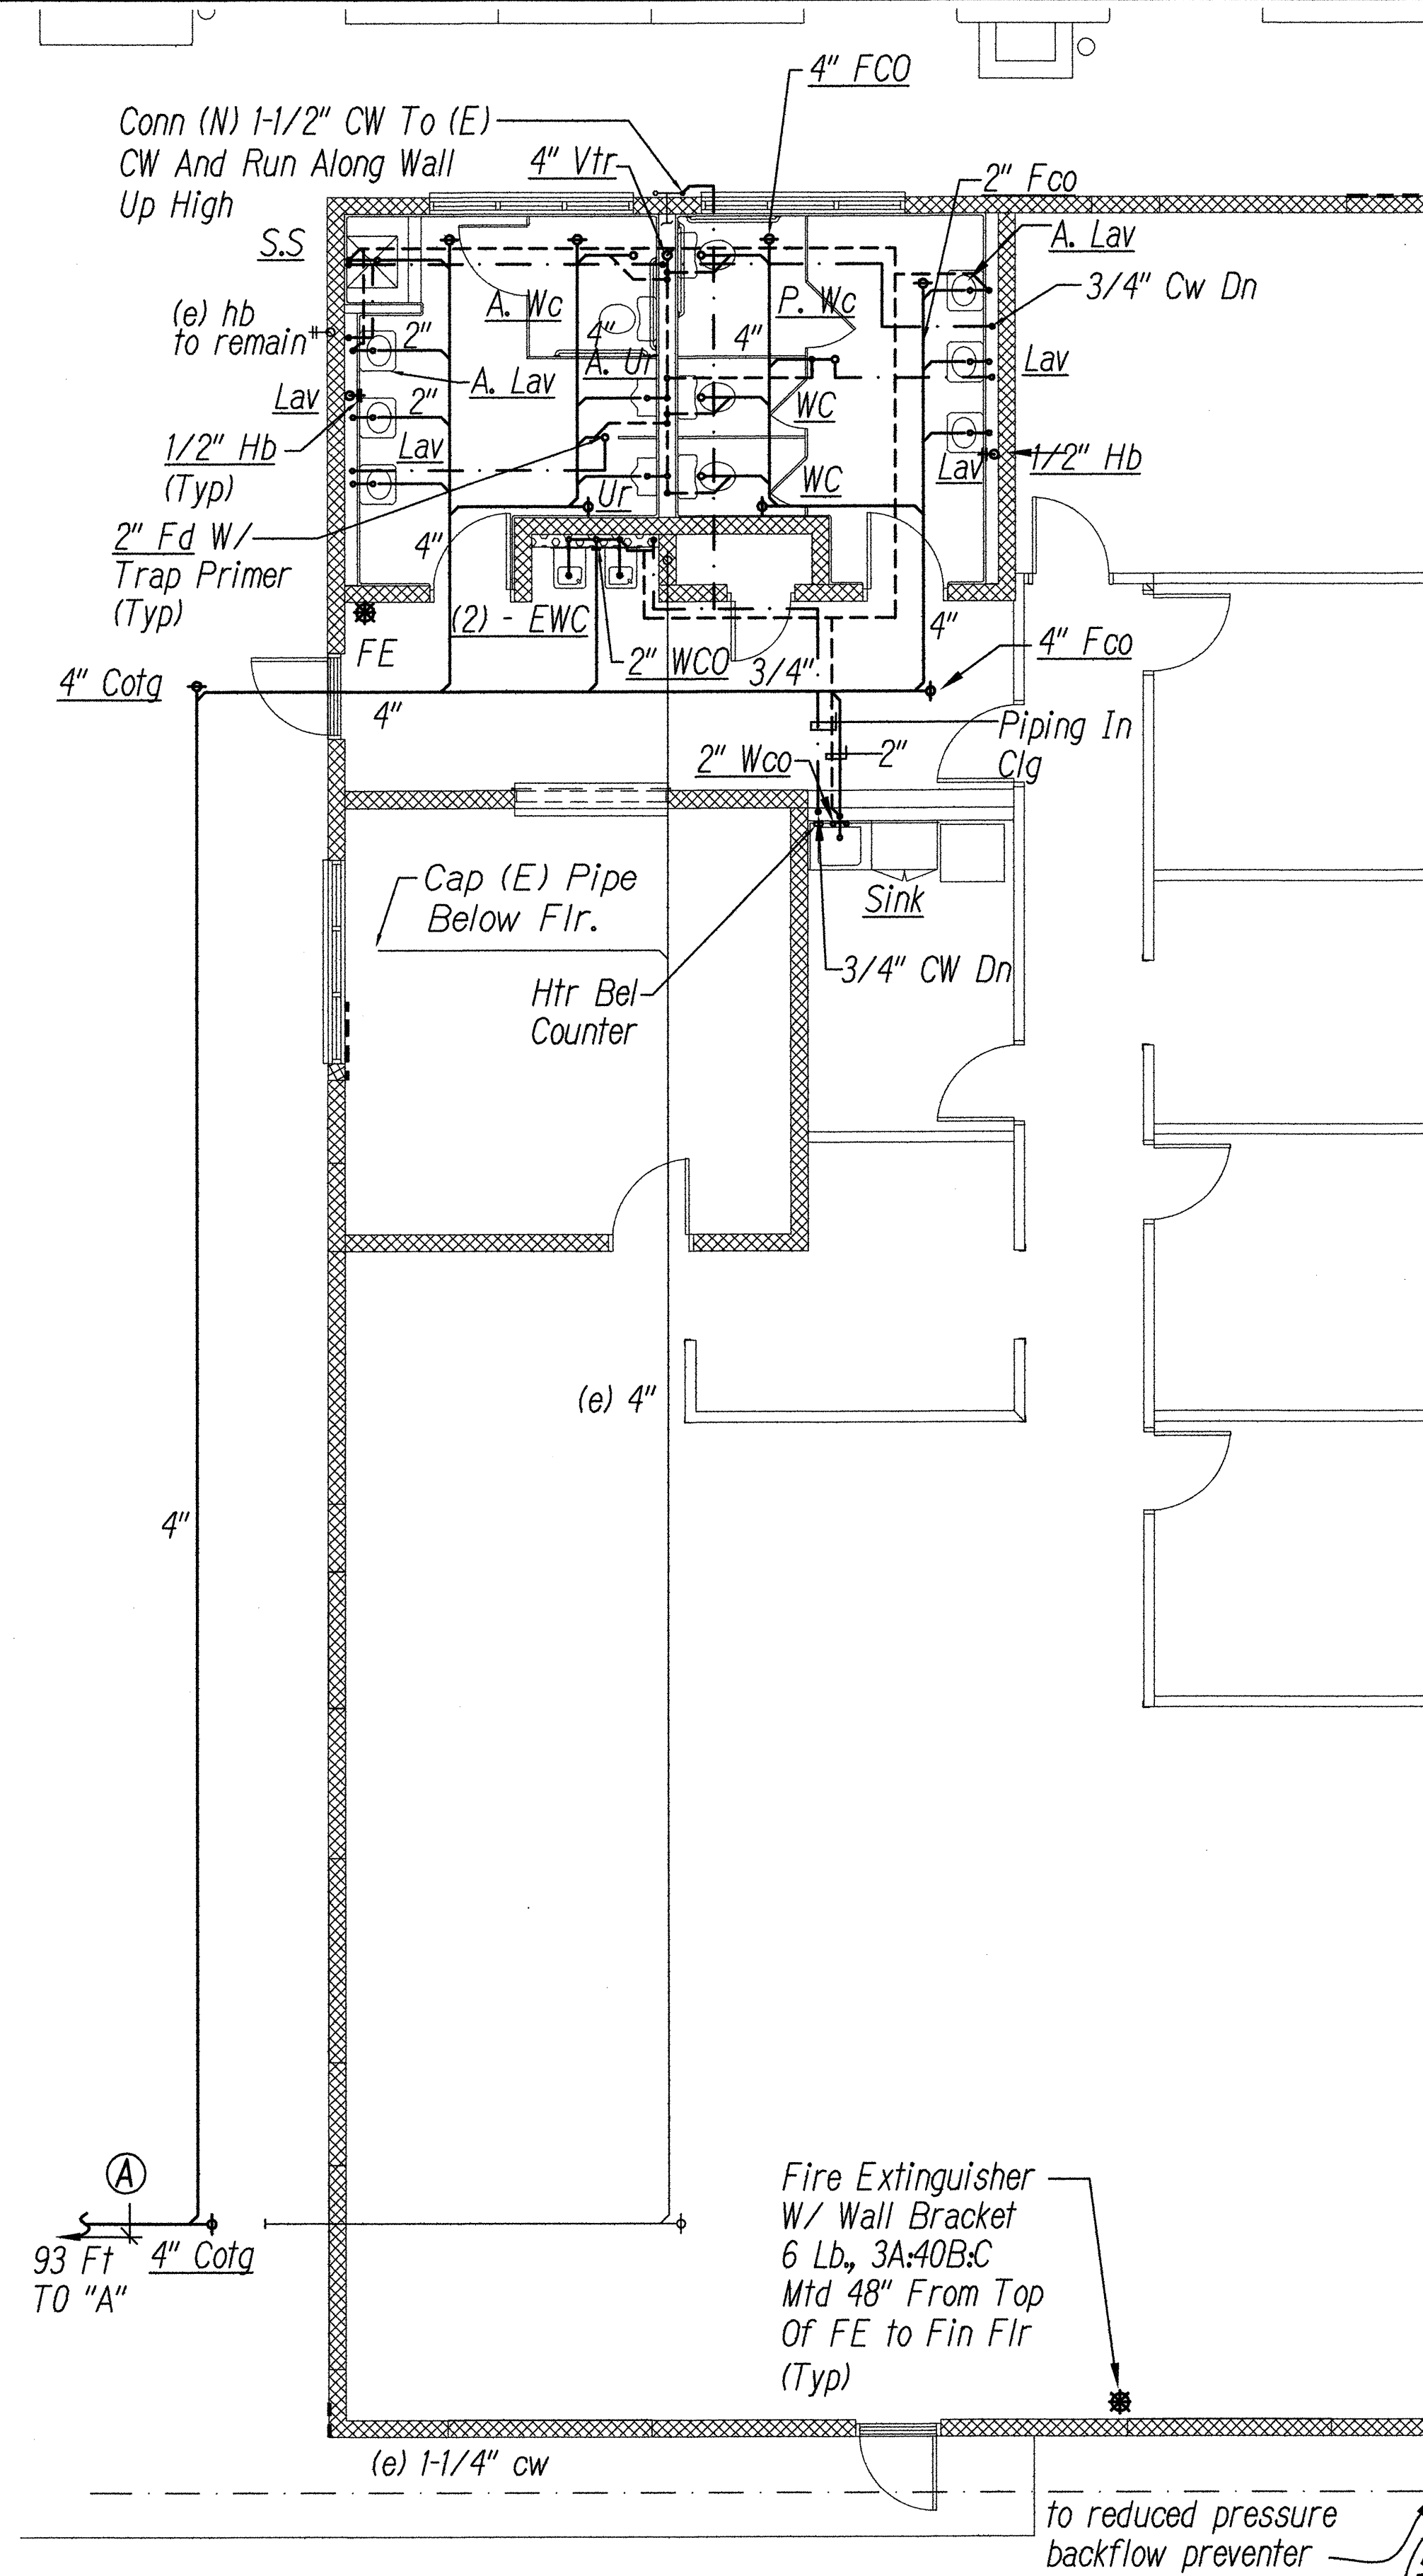 4" FCO
Conn (N) 1-1/2" CW To (E)
CW And Run Along Wall
Up High
4" Vtr
2" Fco
A. Lav
S.S
3/4" Cw Dn
(e) hb
to remain
2"
A. Wc
4"
A. Ur
P. Wc
4"
Lav
A. Lav
Lav
2"
WC
1/2" Hb
(Typ)
Lav
Ur
WC
Lav
1/2" Hb
2" Fd W/
Trap Primer
(Typ)
4"
(2) - EWC
4"
FE
2" WCO
3/4"
4" Fco
4" Cotg
4"
Piping In
Clg
2" Wco
2"
Cap (E) Pipe
Below Flr.
Sink
3/4" CW Dn
Htr Bel
Counter
(e) 4"
4"
A
93 Ft
TO "A"
4" Cotg
Fire Extinguisher
W/ Wall Bracket
6 Lb., 3A:40B:C
Mtd 48" From Top
Of FE to Fin Flr
(Typ)
(e) 1-1/4" cw
to reduced pressure
backflow preventer